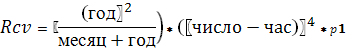 Rcv = 〖(год〗² / месяц + год) * (〖число − час)〗⁴ * p1